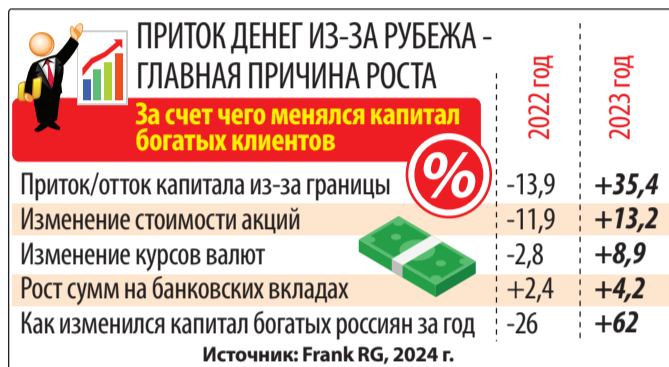 ПРИТОК ДЕНЕГ ИЗ-ЗА РУБЕЖА -
ГЛАВНАЯ ПРИЧИНА РОСТА
За счет чего менялся капитал
богатых клиентов
2022 год
2023 год
%
Приток/отток капитала из-за границы -13,9 +35,4
Изменение стоимости акций -11,9 +13,2
Изменение курсов валют -2,8 +8,9
Рост сумм на банковских вкладах +2,4 +4,2
Как изменился капитал богатых россиян за год -26 +62
Источник: Frank RG, 2024 г.